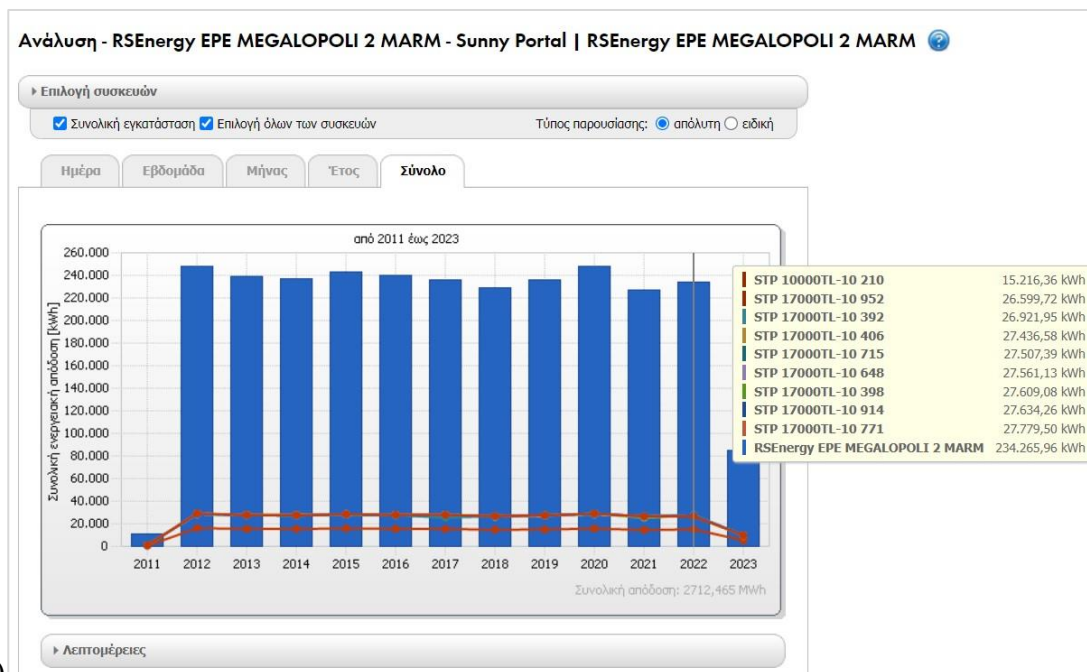 Ανάλυση - RSEnergy EPE MEGALOPOLI 2 MARM - Sunny Portal | RSEnergy EPE MEGALOPOLI 2 MARM
Επιλογή συσκευών
Συνολική εγκατάσταση Επιλογή όλων των συσκευών Τύπος παρουσίασης: απόλυτη ειδική
Ημέρα Εβδομάδα Μήνας Έτος Σύνολο
από 2011 έως 2023
Συνολική ενεργειακή απόδοση [kWh]
260.000
240.000
220.000
200.000
180.000
160.000
140.000
120.000
100.000
80.000
60.000
40.000
20.000
0
2011 2012 2013 2014 2015 2016 2017 2018 2019 2020 2021 2022 2023
STP 10000TL-10 210 15.216,36 kWh
STP 17000TL-10 952 26.599,72 kWh
STP 17000TL-10 392 26.921,95 kWh
STP 17000TL-10 406 27.436,58 kWh
STP 17000TL-10 715 27.507,39 kWh
STP 17000TL-10 648 27.561,13 kWh
STP 17000TL-10 398 27.609,08 kWh
STP 17000TL-10 914 27.634,26 kWh
STP 17000TL-10 771 27.779,50 kWh
RSEnergy EPE MEGALOPOLI 2 MARM 234.265,96 kWh
Συνολική απόδοση: 2712,465 MWh
Λεπτομέρειες
)